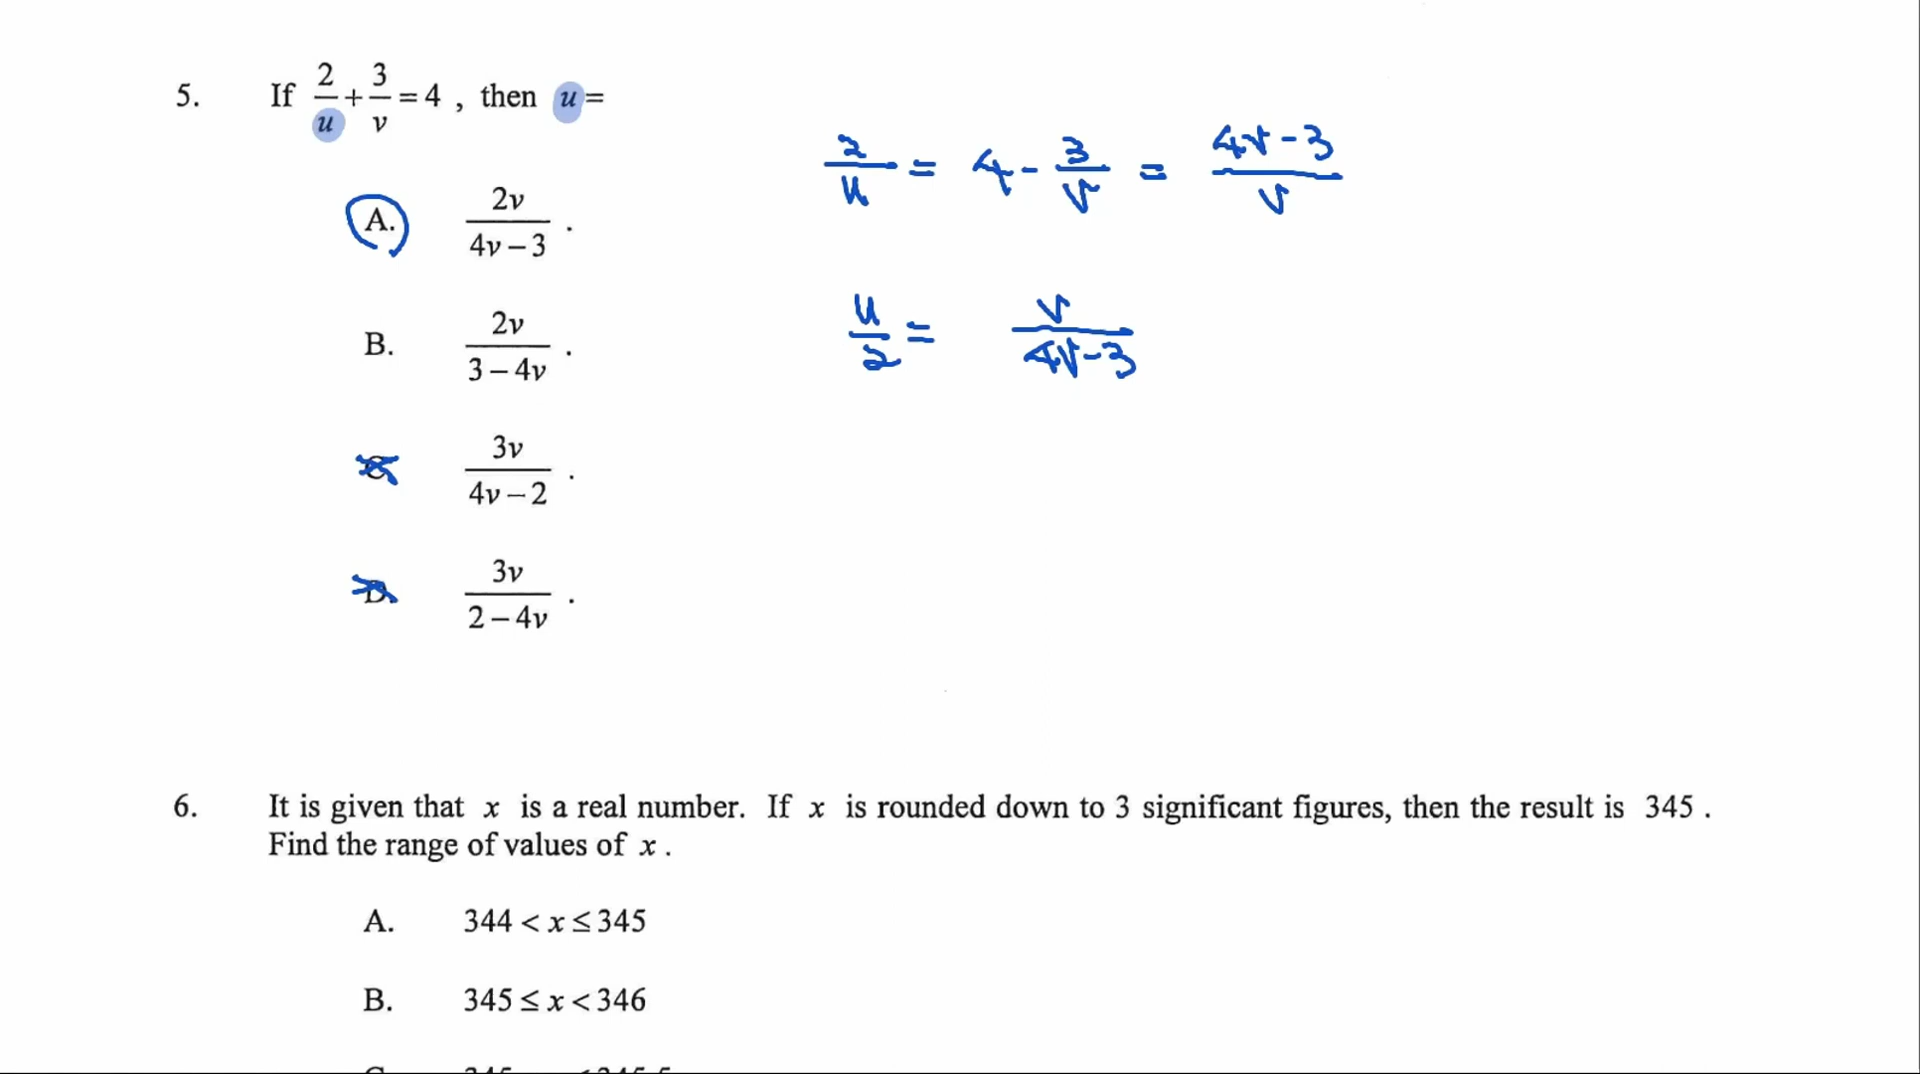 5. If 2/u + 3/v = 4 , then u =
2/u = 4 - 3/v = (4v - 3)/v
A. 2v/(4v – 3) .
u/2 = v/(4v - 3)
B. 2v/(3 – 4v) .
C. 3v/(4v – 2) .
D. 3v/(2 – 4v) .
6. It is given that x is a real number. If x is rounded down to 3 significant figures, then the result is 345 .
Find the range of values of x .
A. 344 < x ≤ 345
B. 345 ≤ x < 346